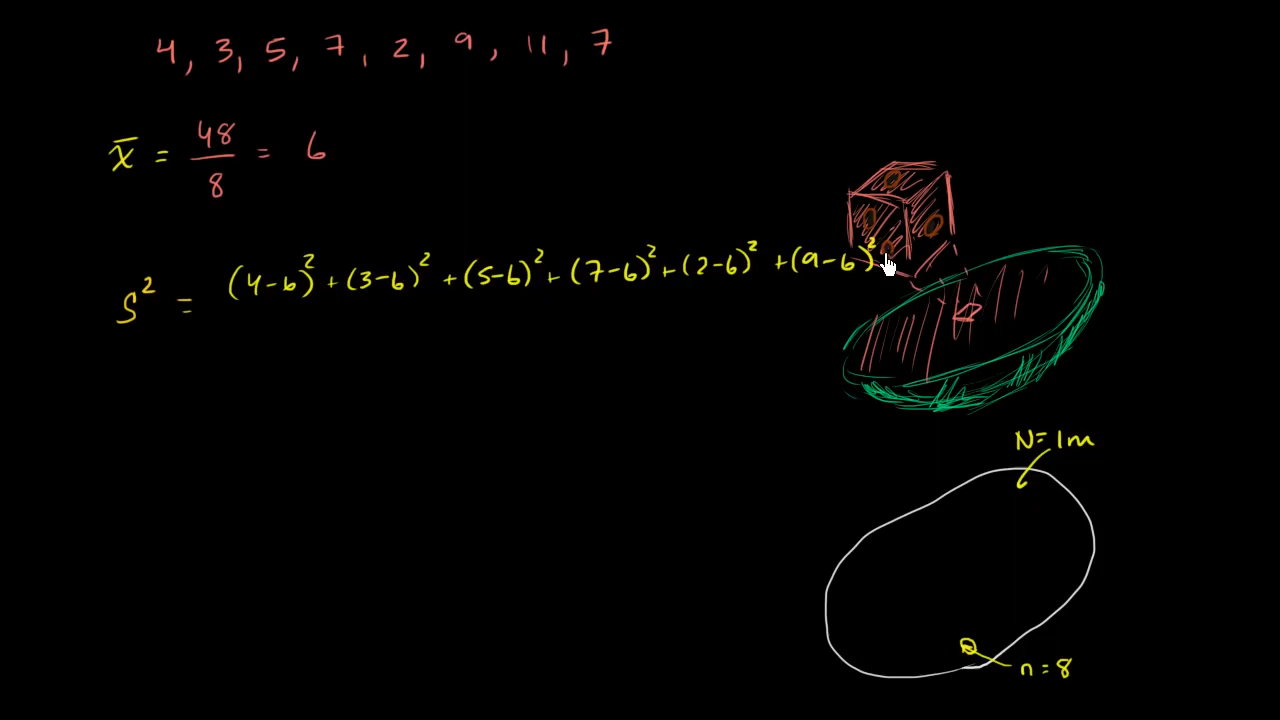 4, 3, 5, 7, 2, 9, 11, 7
x̄ = 48/8 = 6
S² = (4-6)² + (3-6)² + (5-6)² + (7-6)² + (2-6)² + (9-6)²
N=1m
n=8